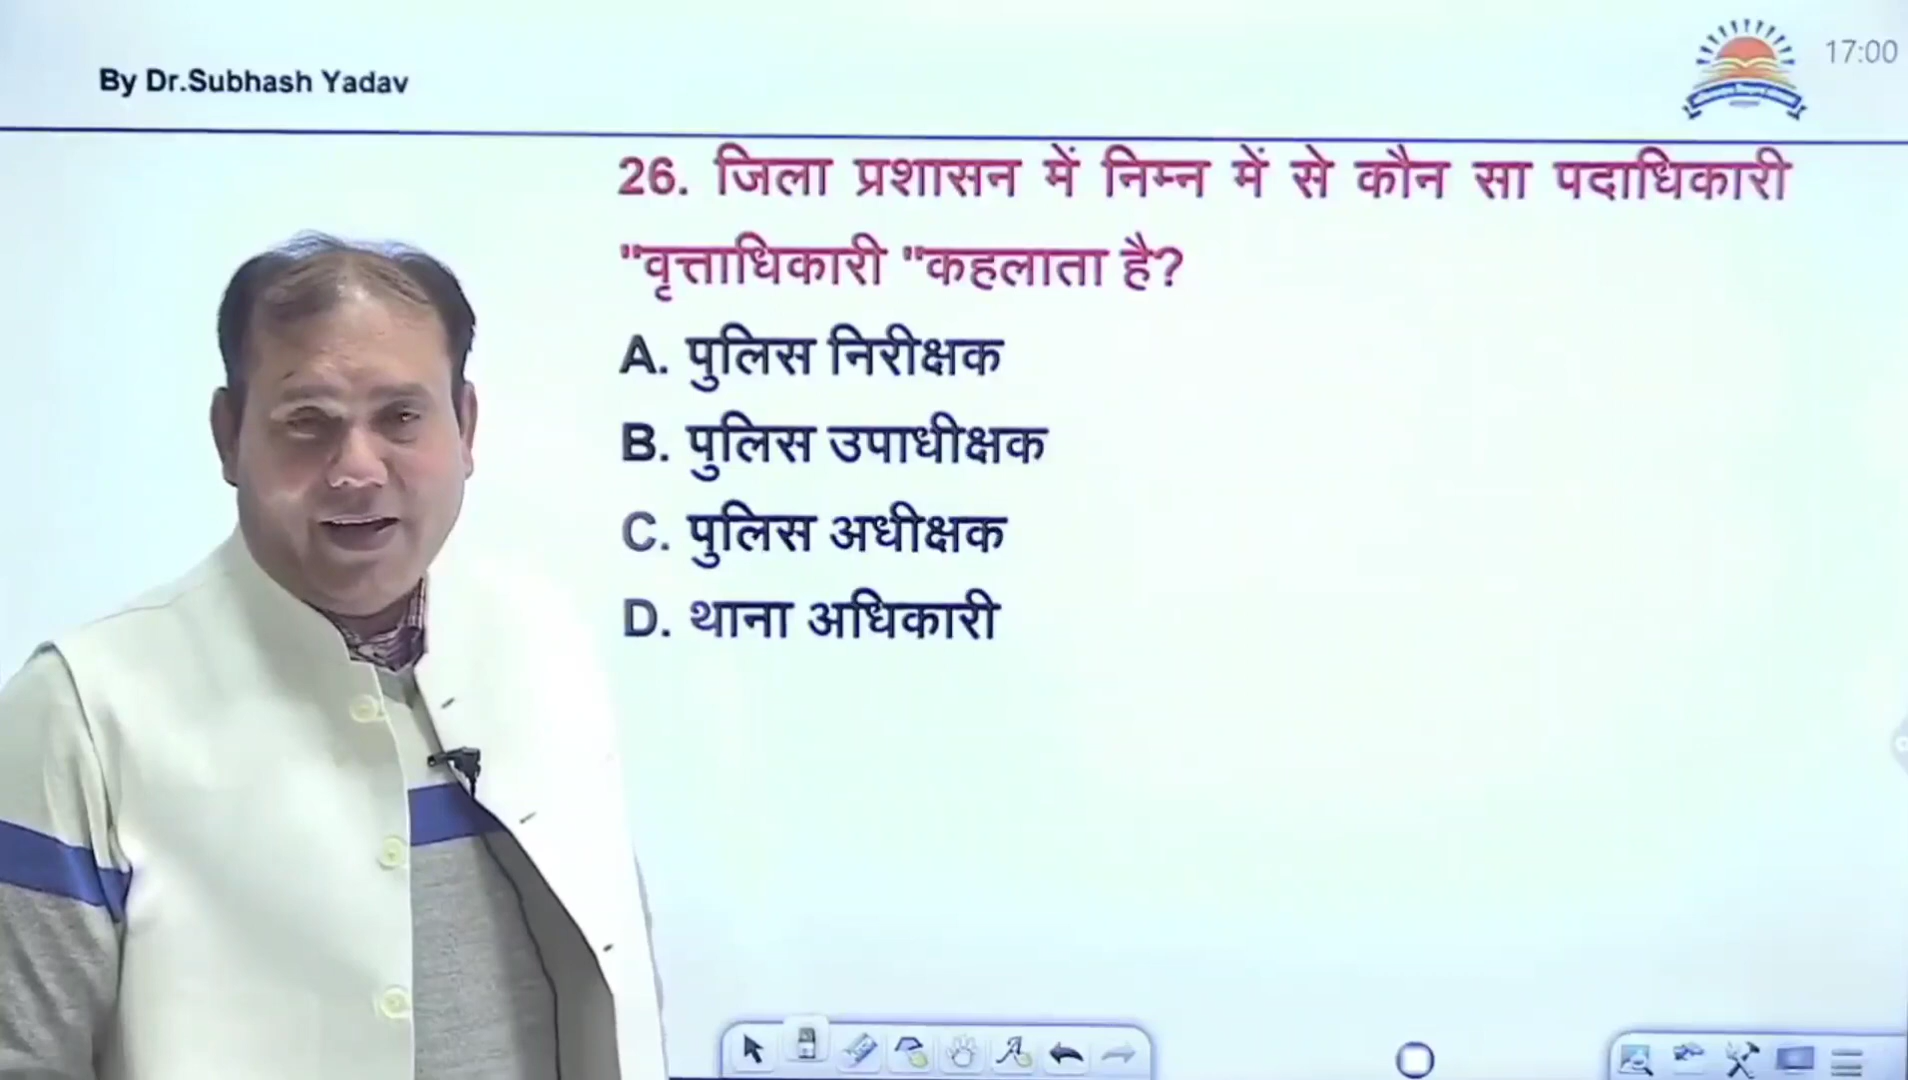 By Dr.Subhash Yadav
17:00
26. जिला प्रशासन में निम्न में से कौन सा पदाधिकारी
"वृत्ताधिकारी "कहलाता है?
A. पुलिस निरीक्षक
B. पुलिस उपाधीक्षक
C. पुलिस अधीक्षक
D. थाना अधिकारी